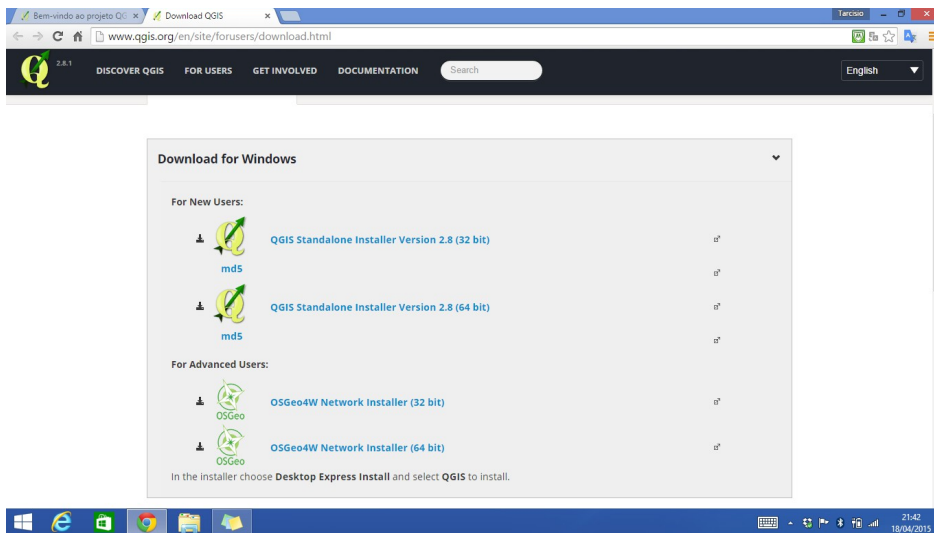 Bem-vindo ao projeto QG
Download QGIS
Tarcisio
www.qgis.org/en/site/forusers/download.html
2.8.1
DISCOVER QGIS FOR USERS GET INVOLVED DOCUMENTATION Search English
Download for Windows
For New Users:
QGIS Standalone Installer Version 2.8 (32 bit)
md5
QGIS Standalone Installer Version 2.8 (64 bit)
md5
For Advanced Users:
OSGeo4W Network Installer (32 bit)
OSGeo
OSGeo4W Network Installer (64 bit)
OSGeo
In the installer choose Desktop Express Install and select QGIS to install.
21:42
18/04/2015